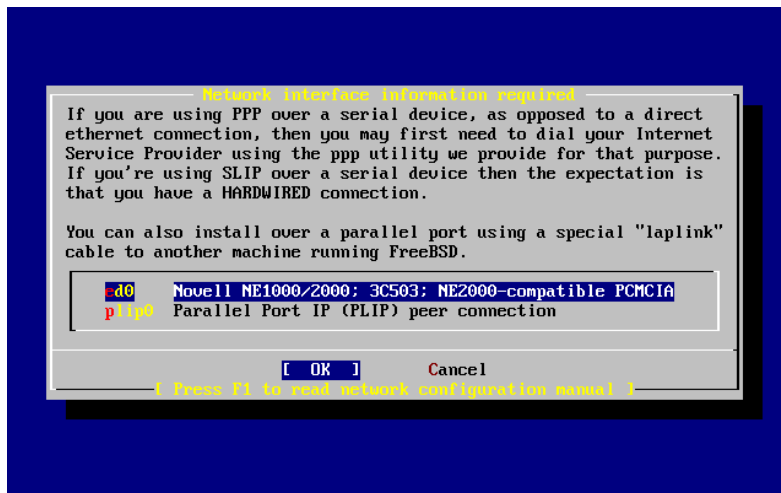 Network interface information required
If you are using PPP over a serial device, as opposed to a direct
ethernet connection, then you may first need to dial your Internet
Service Provider using the ppp utility we provide for that purpose.
If you're using SLIP over a serial device then the expectation is
that you have a HARDWIRED connection.
You can also install over a parallel port using a special "laplink"
cable to another machine running FreeBSD.
ed0 Novell NE1000/2000; 3C503; NE2000-compatible PCMCIA
plip0 Parallel Port IP (PLIP) peer connection
[ OK ] Cancel
[ Press F1 to read network configuration manual ]